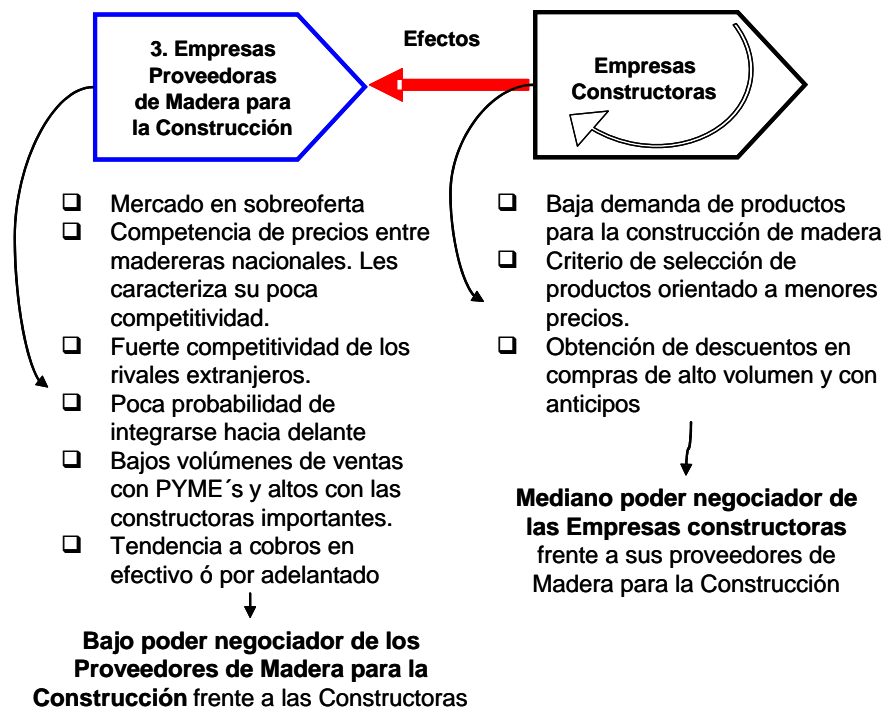 3. Empresas
Proveedoras
de Madera para
la Construcción
Efectos
Empresas
Constructoras
❑ Mercado en sobreoferta
❑ Competencia de precios entre
madereras nacionales. Les
caracteriza su poca
competitividad.
❑ Fuerte competitividad de los
rivales extranjeros.
❑ Poca probabilidad de
integrarse hacia delante
❑ Bajos volúmenes de ventas
con PYME´s y altos con las
constructoras importantes.
❑ Tendencia a cobros en
efectivo ó por adelantado
Bajo poder negociador de los
Proveedores de Madera para la
Construcción frente a las Constructoras
❑ Baja demanda de productos
para la construcción de madera
❑ Criterio de selección de
productos orientado a menores
precios.
❑ Obtención de descuentos en
compras de alto volumen y con
anticipos
Mediano poder negociador de
las Empresas constructoras
frente a sus proveedores de
Madera para la Construcción